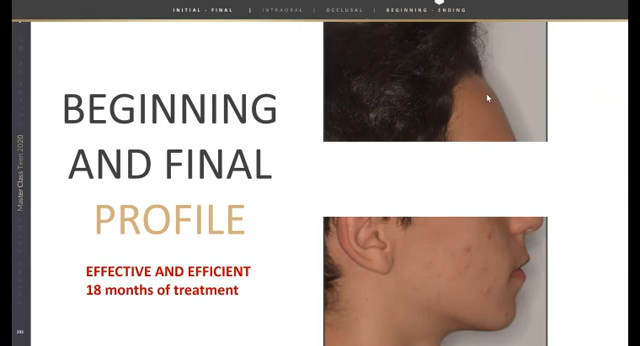 INITIAL - FINAL | INTRAORAL | OCCLUSAL | BEGINNING - ENDING
Master Class Teen 2020
BEGINNING
AND FINAL
PROFILE
EFFECTIVE AND EFFICIENT
18 months of treatment